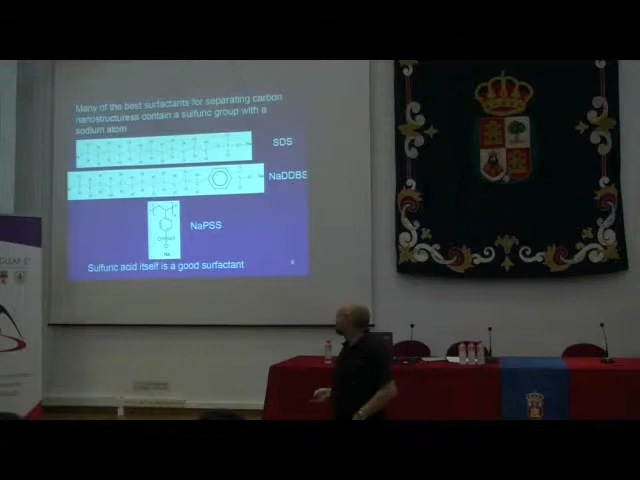 Many of the best surfactants for separating carbon
nanostructuress contain a sulfuric group with a
sodium atom
SDS
NaDDBS
NaPSS
Na
Sulfuric acid itself is a good surfactant